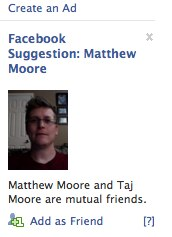 Create an Ad
Facebook
Suggestion: Matthew
Moore
Matthew Moore and Taj
Moore are mutual friends.
Add as Friend [?]